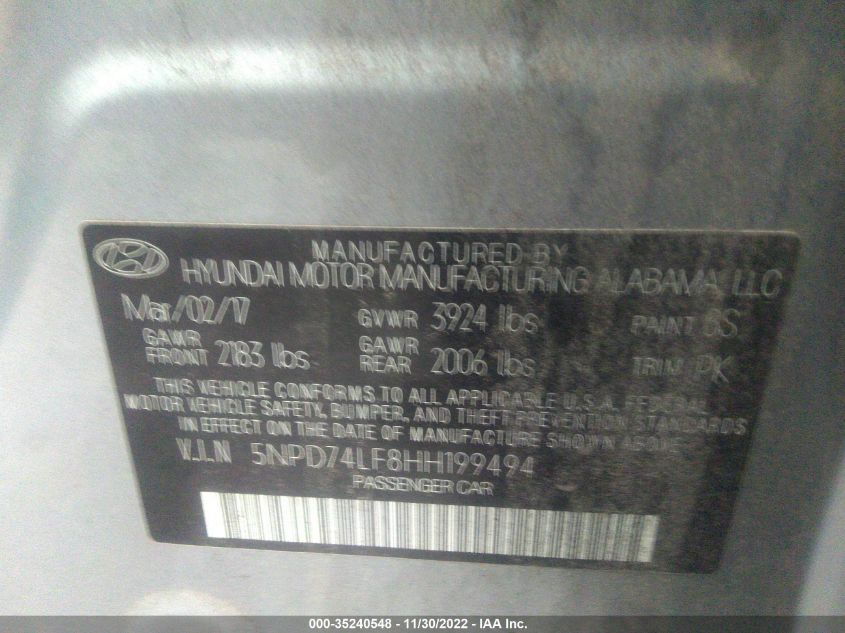 MANUFACTURED BY
HYUNDAI MOTOR MANUFACTURING ALABAMA, LLC
Mar/02/17 GVWR 3924 lbs PAINT
GAWR FRONT 2183 lbs GAWR REAR 2006 lbs TRIM PK
THIS VEHICLE CONFORMS TO ALL APPLICABLE U.S.A. FEDERAL
MOTOR VEHICLE SAFETY, BUMPER, AND THEFT PREVENTION STANDARDS
IN EFFECT ON THE DATE OF MANUFACTURE SHOWN ABOVE.
V.I.N 5NPD74LF8HH199494
PASSENGER CAR
000-35240548 - 11/30/2022 - IAA Inc.